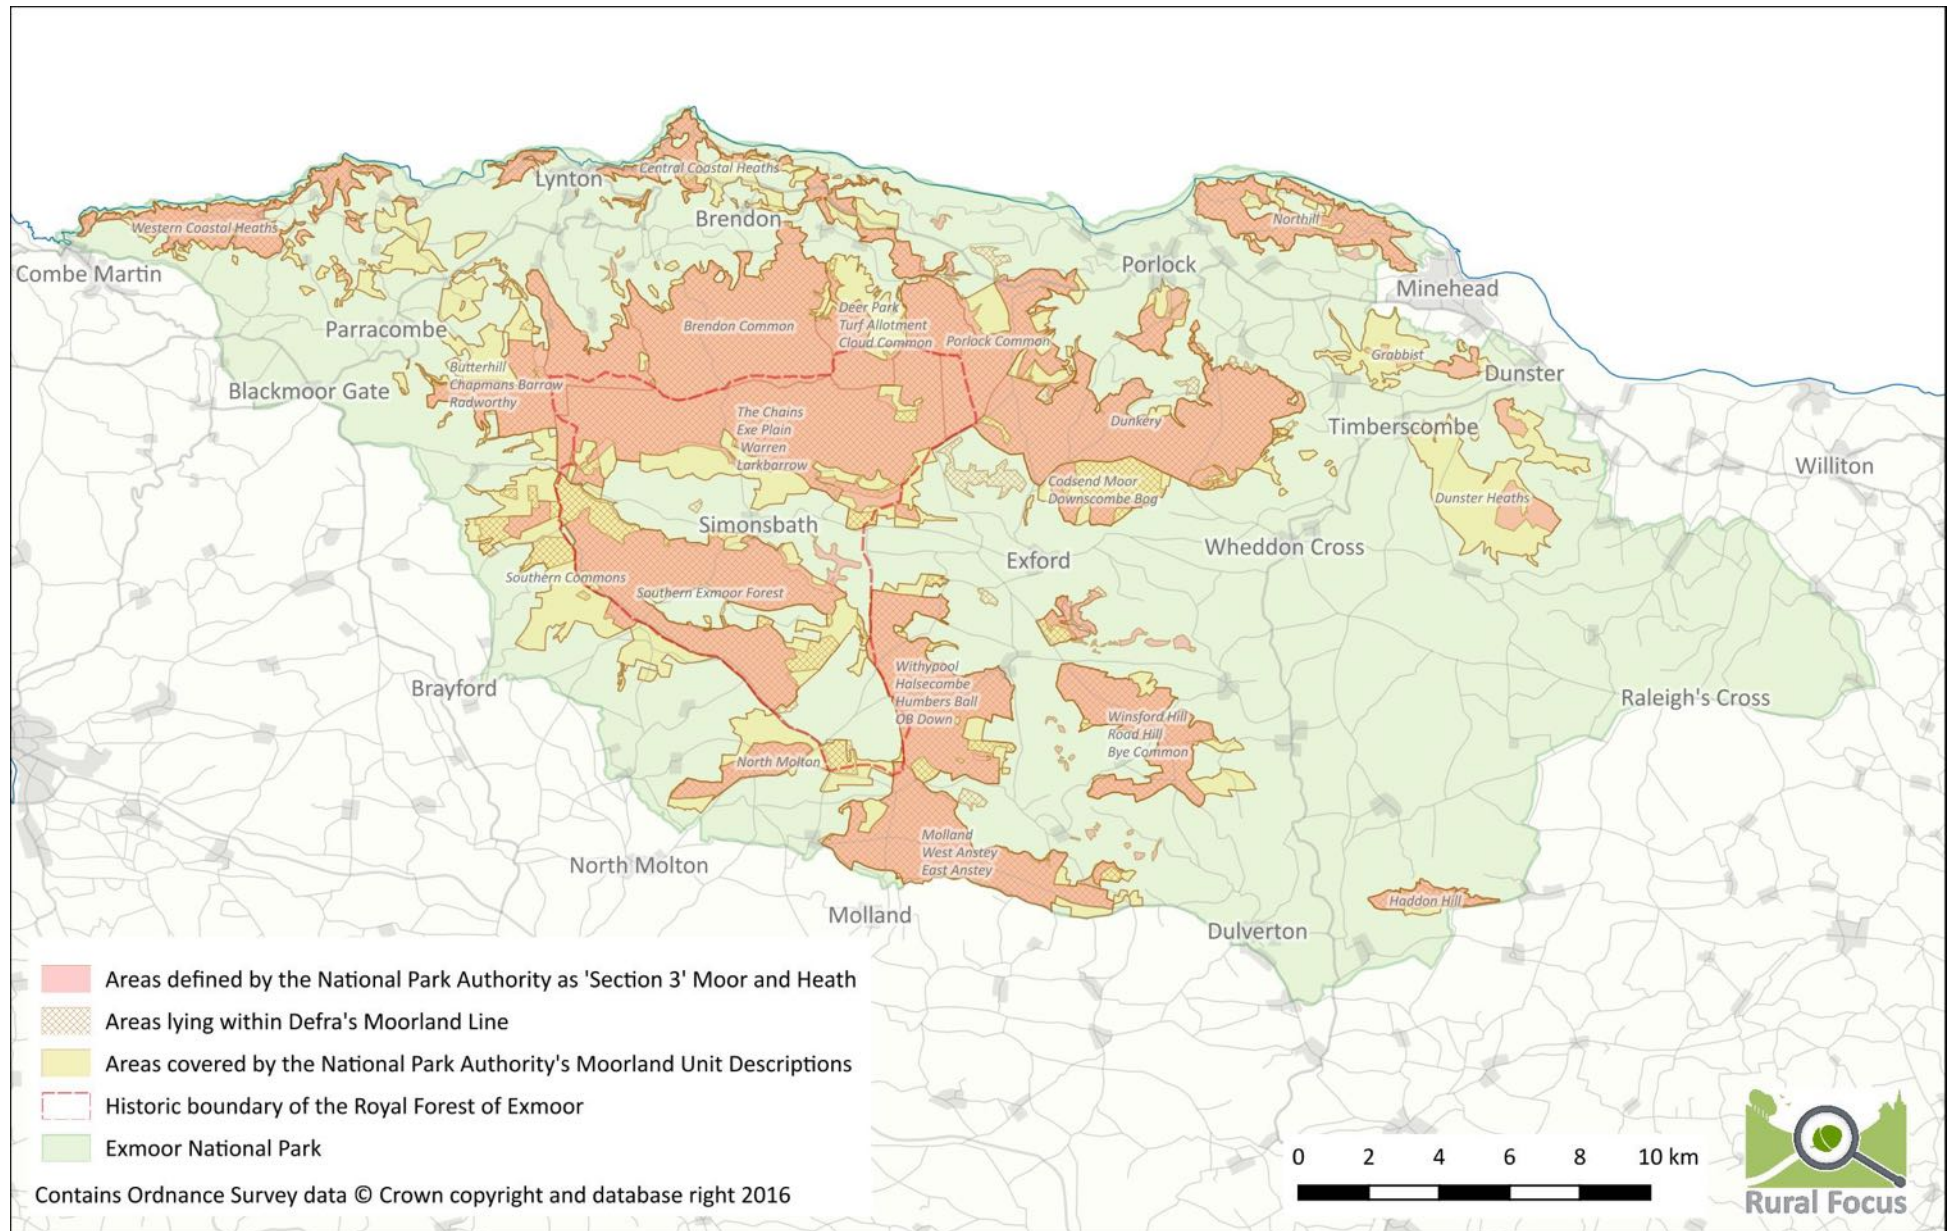 Central Coastal Heaths
Lynton
Brendon
Northill
Western Coastal Heaths
Combe Martin
Porlock
Minehead
Parracombe
Brendon Common
Deer Park
Turf Allotment
Cloud Common
Porlock Common
Grabbist
Dunster
Butterhill
Chapmans Barrow
Radworthy
Blackmoor Gate
The Chains
Exe Plain
Warren
Larkbarrow
Dunkery
Timberscombe
Williton
Codsend Moor
Downscombe Bog
Dunster Heaths
Simonsbath
Exford
Wheddon Cross
Southern Commons
Southern Exmoor Forest
Brayford
Withypool
Halsecombe
Humbers Ball
OB Down
Raleigh's Cross
Winsford Hill
Road Hill
Bye Common
North Molton
Molland
West Anstey
East Anstey
North Molton
Haddon Hill
Molland
Dulverton
Areas defined by the National Park Authority as 'Section 3' Moor and Heath
Areas lying within Defra's Moorland Line
Areas covered by the National Park Authority's Moorland Unit Descriptions
Historic boundary of the Royal Forest of Exmoor
Exmoor National Park
Contains Ordnance Survey data © Crown copyright and database right 2016
0 2 4 6 8 10 km
Rural Focus